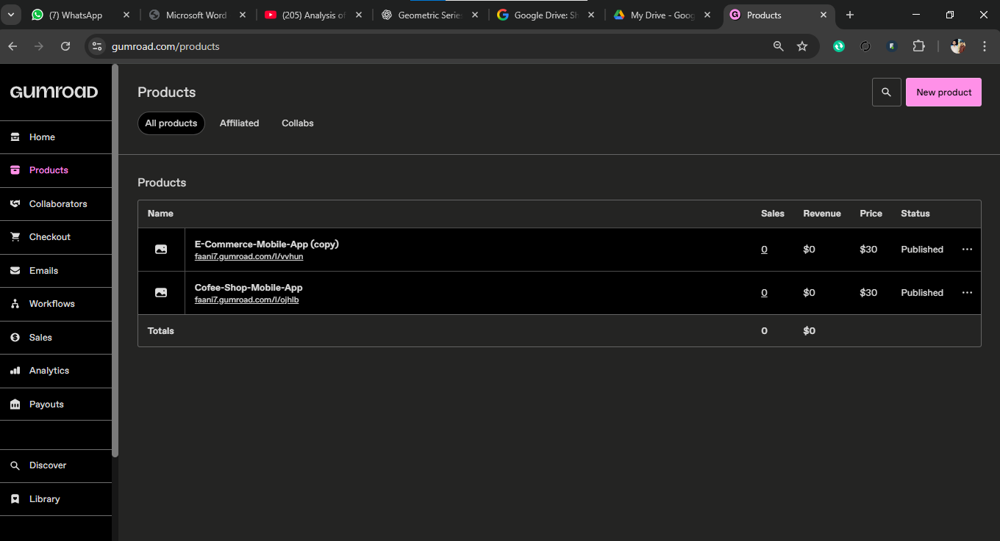 (7) WhatsApp
Microsoft Word
(205) Analysis of
Geometric Series
Google Drive: Sh
My Drive - Goog
Products
gumroad.com/products
GUMROAD
Home
Products
Collaborators
Checkout
Emails
Workflows
Sales
Analytics
Payouts
Discover
Library
Products
New product
All products Affiliated Collabs
Products
Name Sales Revenue Price Status
E-Commerce-Mobile-App (copy)
faani7.gumroad.com/l/vvhun
0 $0 $30 Published
Cofee-Shop-Mobile-App
faani7.gumroad.com/l/ojhlb
0 $0 $30 Published
Totals 0 $0